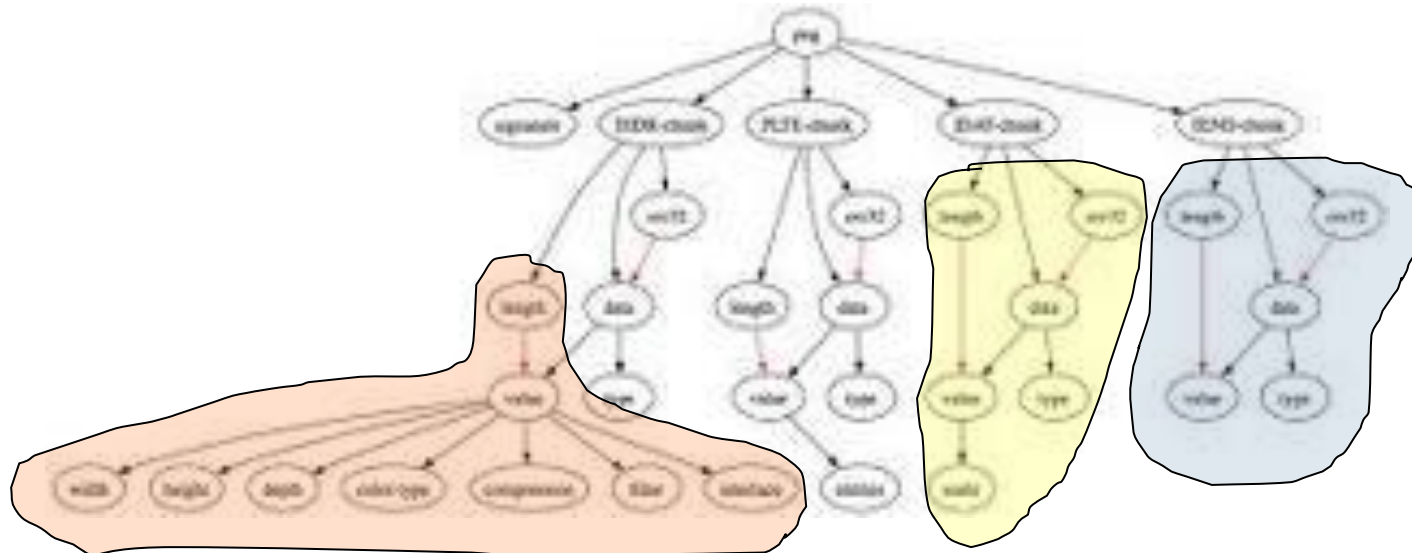 png
signature IHDR-chunk PLTE-chunk IDAT-chunk IEND-chunk
crc32 crc32 length crc32 length crc32
length data length data data data
value type value type value type value type
width height depth color-type compression filter interlace